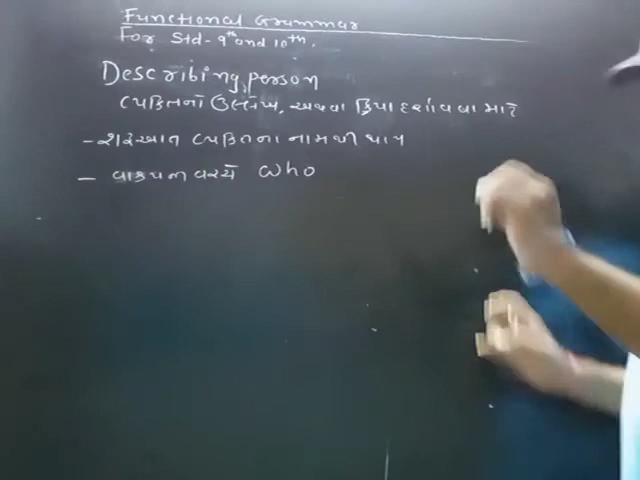 Functional Grammar
For Std - 9th and 10th.
Describing person
વ્યક્તિનો ઉલ્લેખ, અથવા ક્રિયા દર્શાવવા માટે
- શરૂઆત વ્યક્તિના નામથી થાય
- વાક્યની વચ્ચે who